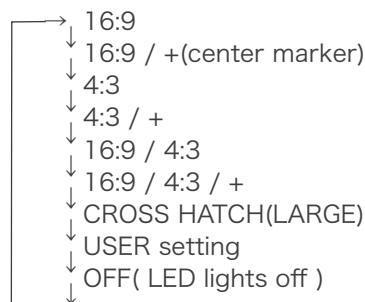 16:9
16:9 / +(center marker)
4:3
4:3 / +
16:9 / 4:3
16:9 / 4:3 / +
CROSS HATCH(LARGE)
USER setting
OFF( LED lights off )